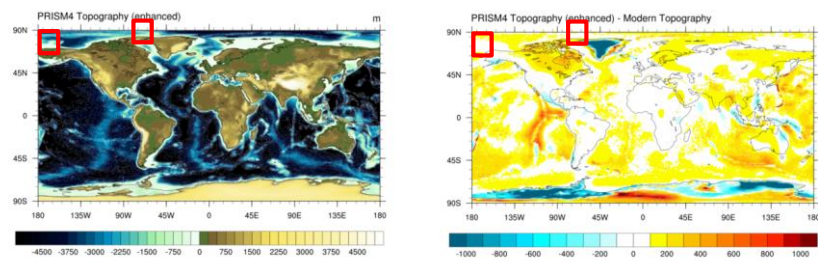 PRISM4 Topography (enhanced) m
90N
45N
0
45S
90S
180 135W 90W 45W 0 45E 90E 135E 180
-4500 -3750 -3000 -2250 -1500 -750 0 750 1500 2250 3000 3750 4500
PRISM4 Topography (enhanced) - Modern Topography
90N
45N
0
45S
90S
180 135W 90W 45W 0 45E 90E 135E 180
-1000 -800 -600 -400 -200 0 200 400 600 800 1000